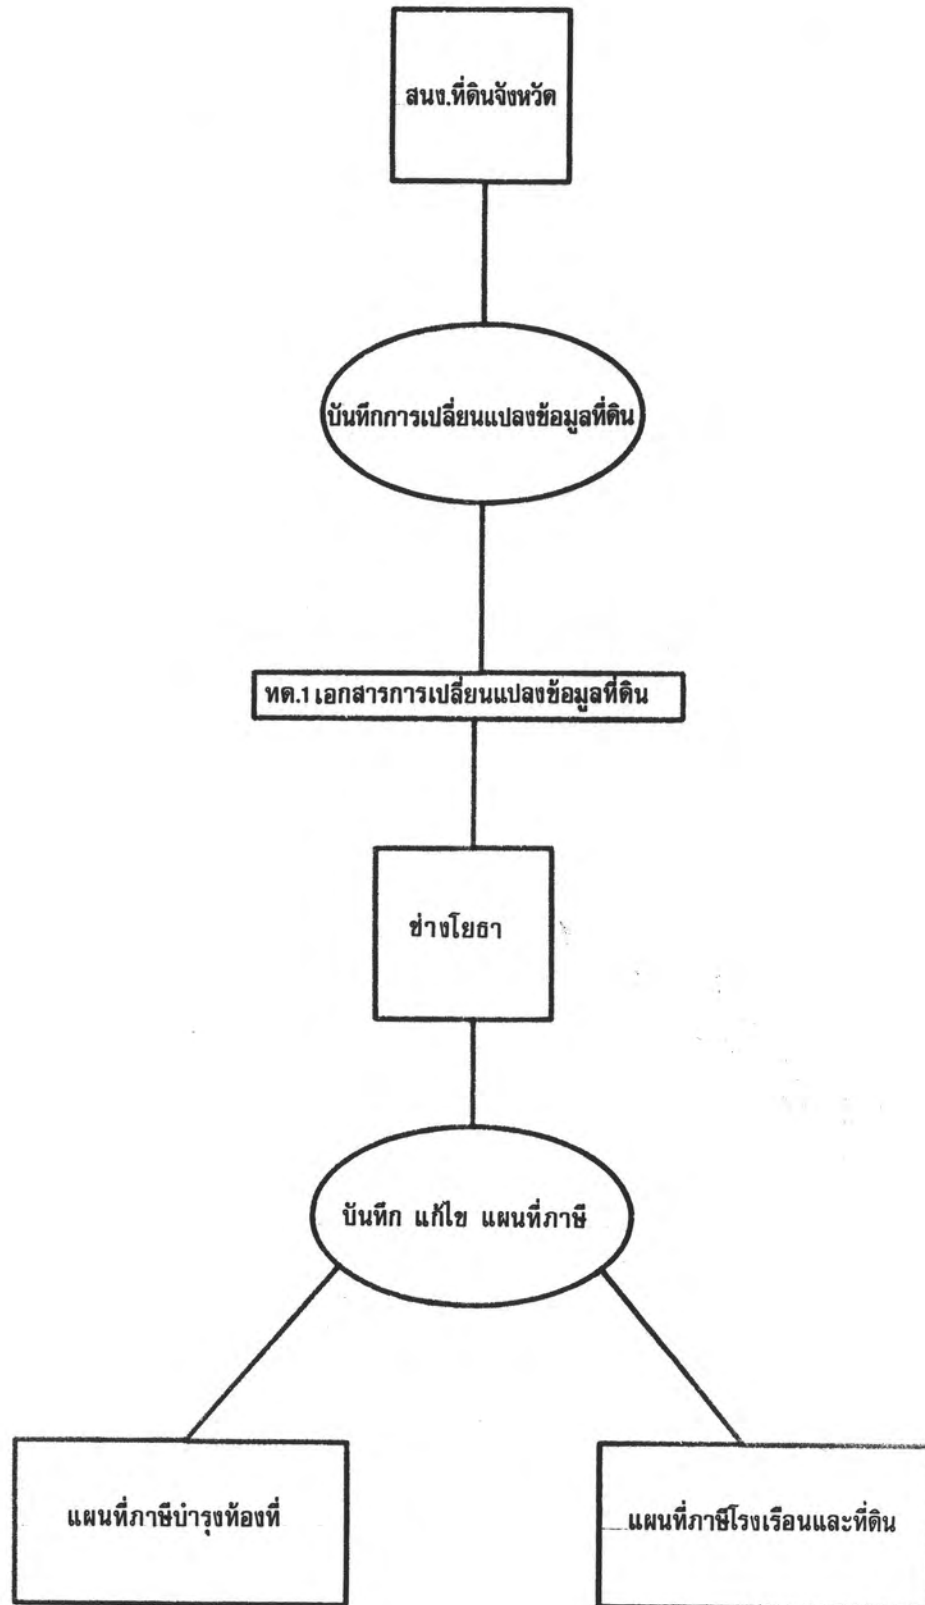 สนง.ที่ดินจังหวัด
บันทึกการเปลี่ยนแปลงข้อมูลที่ดิน
ทด.1 เอกสารการเปลี่ยนแปลงข้อมูลที่ดิน
ช่างโยธา
บันทึก แก้ไข แผนที่ภาษี
แผนที่ภาษีบำรุงท้องที่
แผนที่ภาษีโรงเรือนและที่ดิน